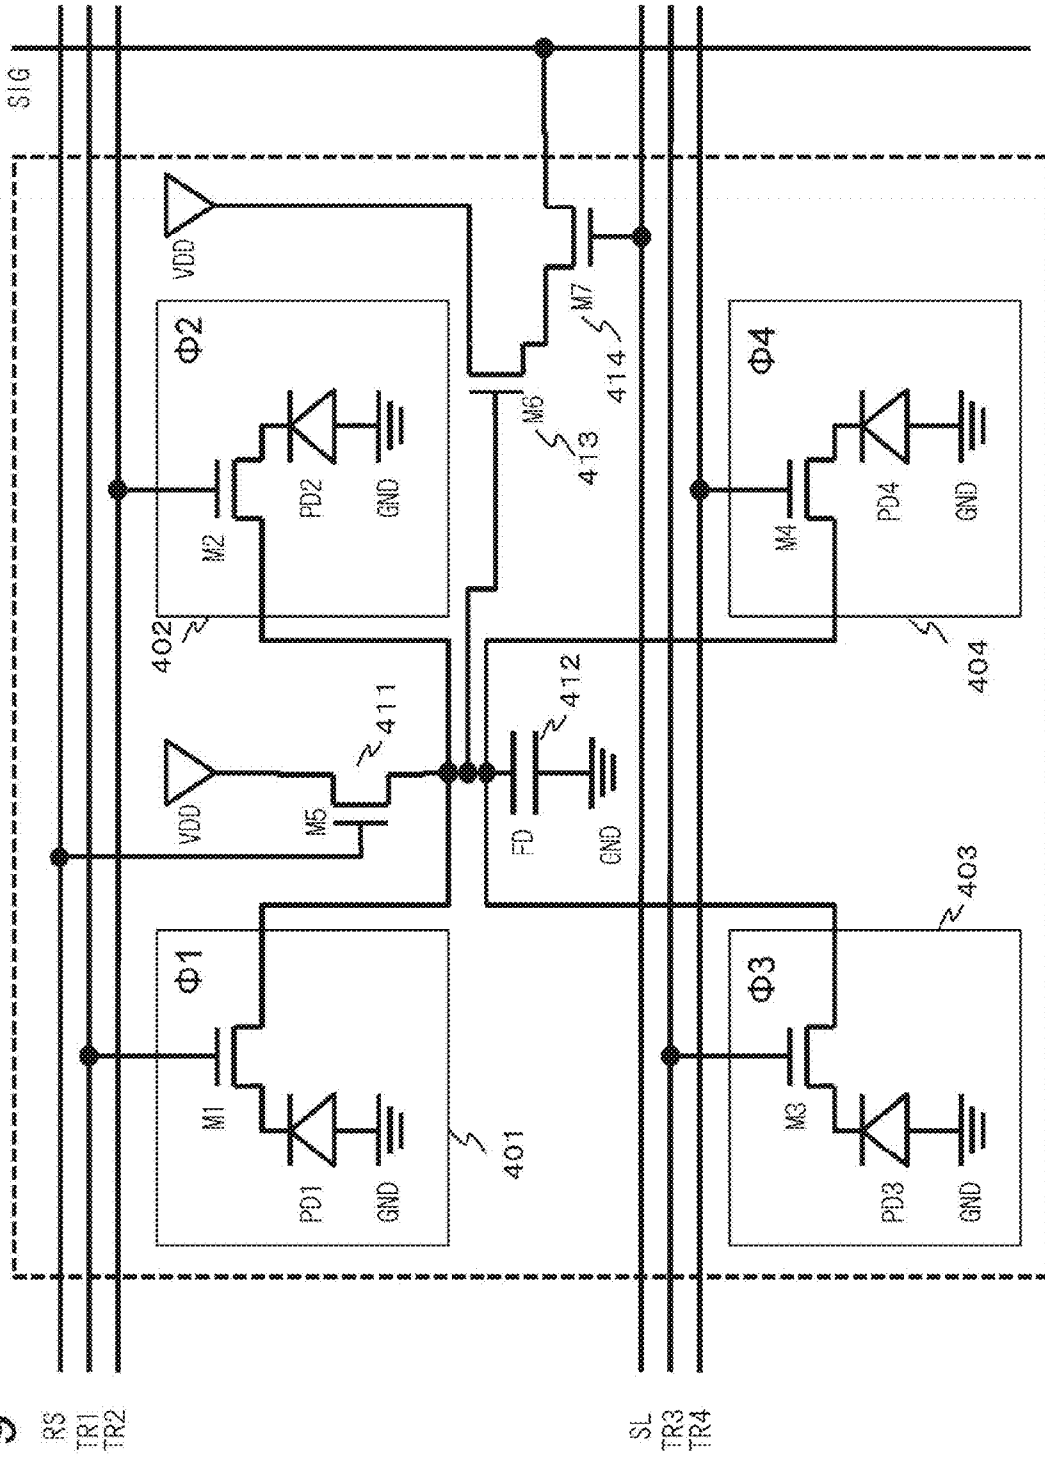 SIG
RS
TR1
TR2
VDD
VDD
Φ1
M1
PD1
GND
401
M5
411
402
Φ2
M2
PD2
GND
FD
412
GND
M6
413
M7
414
SL
TR3
TR4
Φ3
M3
PD3
GND
403
Φ4
M4
PD4
GND
404